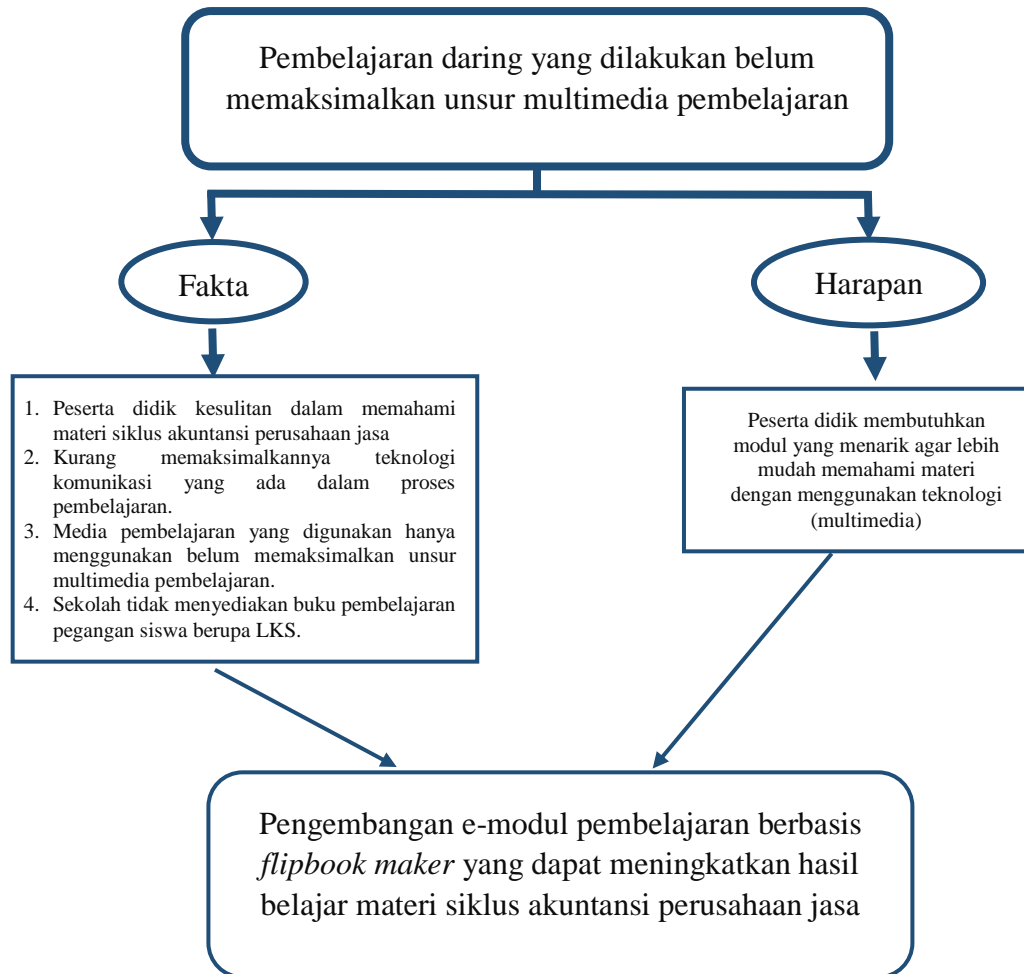 Pembelajaran daring yang dilakukan belum
memaksimalkan unsur multimedia pembelajaran
Fakta
Harapan
1. Peserta didik kesulitan dalam memahami
materi siklus akuntansi perusahaan jasa
2. Kurang memaksimalkannya teknologi
komunikasi yang ada dalam proses
pembelajaran.
3. Media pembelajaran yang digunakan hanya
menggunakan belum memaksimalkan unsur
multimedia pembelajaran.
4. Sekolah tidak menyediakan buku pembelajaran
pegangan siswa berupa LKS.
Peserta didik membutuhkan
modul yang menarik agar lebih
mudah memahami materi
dengan menggunakan teknologi
(multimedia)
Pengembangan e-modul pembelajaran berbasis
flipbook maker yang dapat meningkatkan hasil
belajar materi siklus akuntansi perusahaan jasa